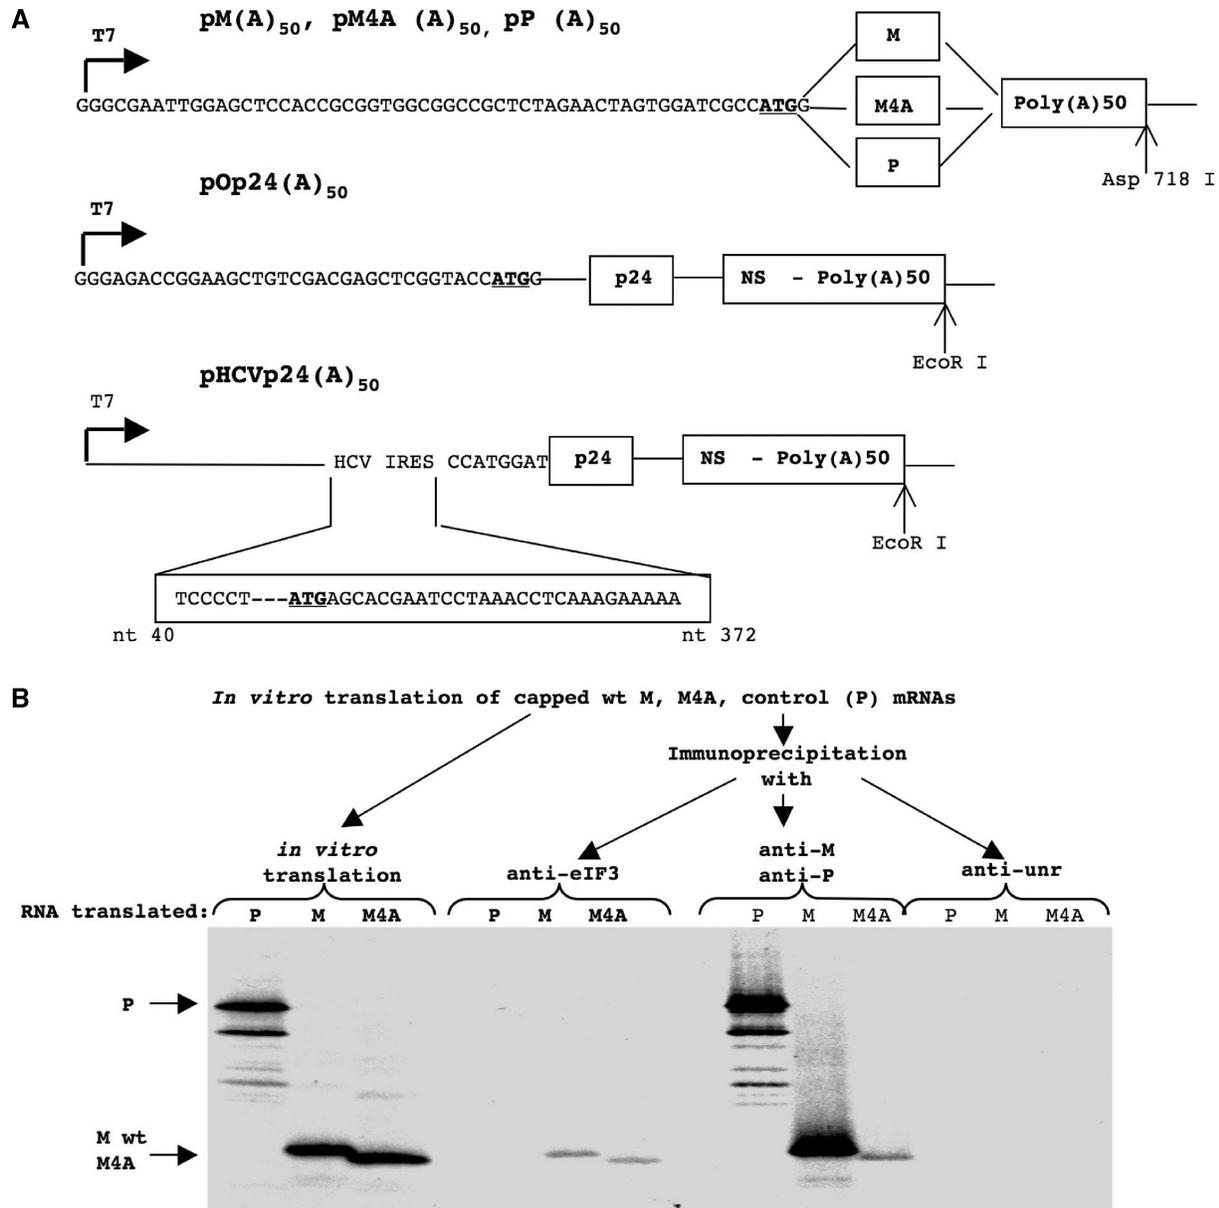 A
pM(A)50, pM4A (A)50, pP (A)50
T7
M
GGGCGAATTGGAGCTCCACCGCGGTGGCGGCCGCTCTAGAACTAGTGGATCGCCATGG
M4A
Poly(A)50
P
Asp 718 I
pOp24(A)50
T7
GGGAGACCGGAAGCTGTCGACGAGCTCGGTACCATGG
p24
NS - Poly(A)50
EcoR I
pHCVp24(A)50
T7
HCV IRES CCATGGAT
p24
NS - Poly(A)50
EcoR I
TCCCCT---ATGAGCACGAATCCTAAACCTCAAAGAAAAA
nt 40
nt 372
B
In vitro translation of capped wt M, M4A, control (P) mRNAs
Immunoprecipitation
with
in vitro
translation
anti-eIF3
anti-M
anti-P
anti-unr
RNA translated: P M M4A P M M4A P M M4A P M M4A
P
M wt
M4A